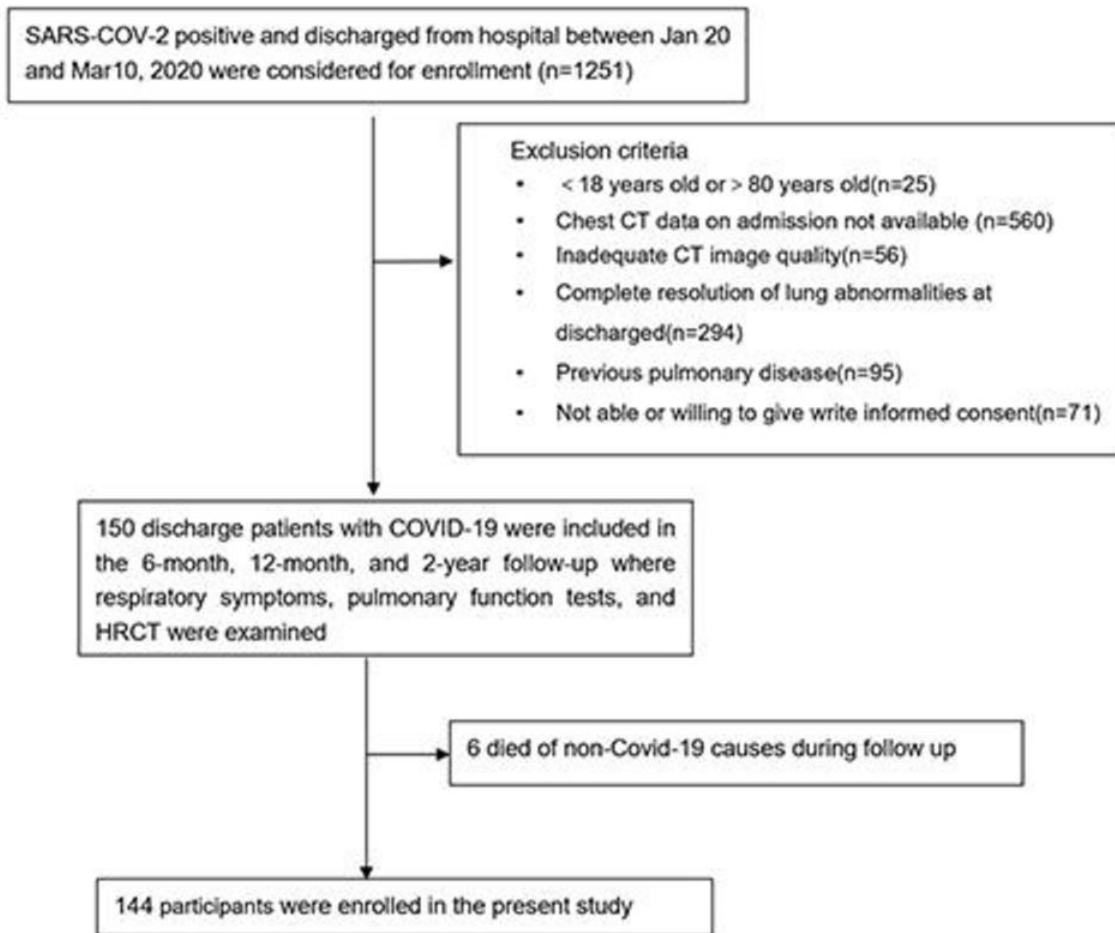 SARS-COV-2 positive and discharged from hospital between Jan 20
and Mar10, 2020 were considered for enrollment (n=1251)
Exclusion criteria
• < 18 years old or > 80 years old(n=25)
• Chest CT data on admission not available (n=560)
• Inadequate CT image quality(n=56)
• Complete resolution of lung abnormalities at
discharged(n=294)
• Previous pulmonary disease(n=95)
• Not able or willing to give write informed consent(n=71)
150 discharge patients with COVID-19 were included in
the 6-month, 12-month, and 2-year follow-up where
respiratory symptoms, pulmonary function tests, and
HRCT were examined
6 died of non-Covid-19 causes during follow up
144 participants were enrolled in the present study